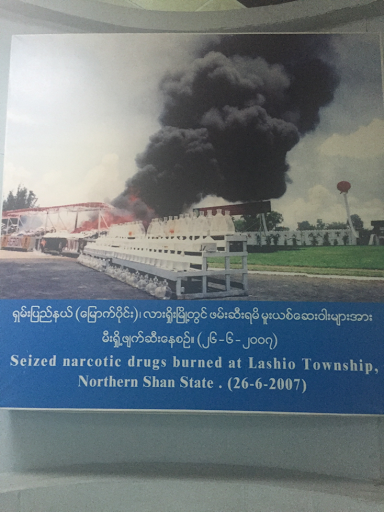 ရှမ်းပြည်နယ် (မြောက်ပိုင်း)၊ လားရှိုးမြို့တွင် ဖမ်းဆီးရမိ မူးယစ်ဆေးဝါးများအား
မီးရှို့ဖျက်ဆီးနေစဉ်။ (၂၆-၆-၂၀၀၇)
Seized narcotic drugs burned at Lashio Township,
Northern Shan State . (26-6-2007)